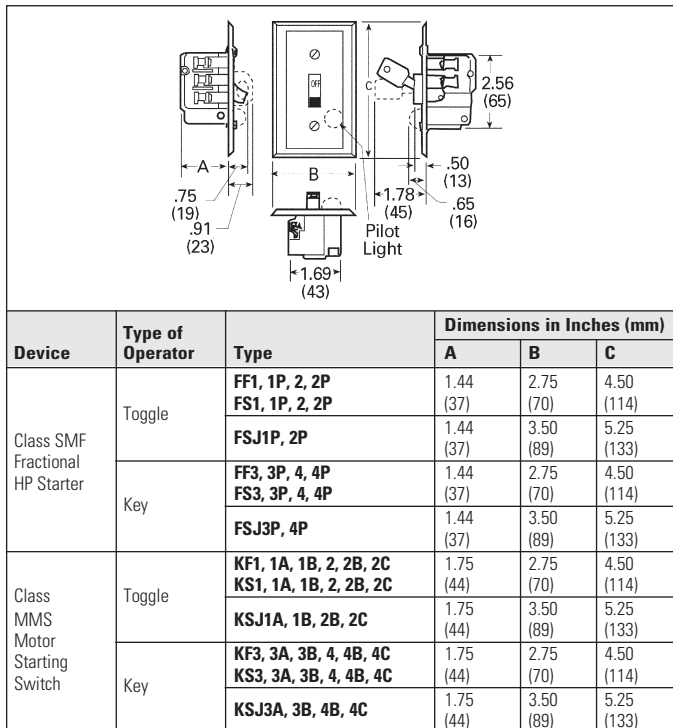 OFF
C
2.56
(65)
A
B
.50
(13)
.75
(19)
1.78
(45)
.65
(16)
.91
(23)
Pilot
Light
1.69
(43)
Device
Type of
Operator
Type
Dimensions in Inches (mm)
A B C
Class SMF
Fractional
HP Starter
Toggle
FF1, 1P, 2, 2P
FS1, 1P, 2, 2P
1.44 2.75 4.50
(37) (70) (114)
FSJ1P, 2P
1.44 3.50 5.25
(37) (89) (133)
Key
FF3, 3P, 4, 4P
FS3, 3P, 4, 4P
1.44 2.75 4.50
(37) (70) (114)
FSJ3P, 4P
1.44 3.50 5.25
(37) (89) (133)
Class
MMS
Motor
Starting
Switch
Toggle
KF1, 1A, 1B, 2, 2B, 2C
KS1, 1A, 1B, 2, 2B, 2C
1.75 2.75 4.50
(44) (70) (114)
KSJ1A, 1B, 2B, 2C
1.75 3.50 5.25
(44) (89) (133)
Key
KF3, 3A, 3B, 4, 4B, 4C
KS3, 3A, 3B, 4, 4B, 4C
1.75 2.75 4.50
(44) (70) (114)
KSJ3A, 3B, 4B, 4C
1.75 3.50 5.25
(44) (89) (133)